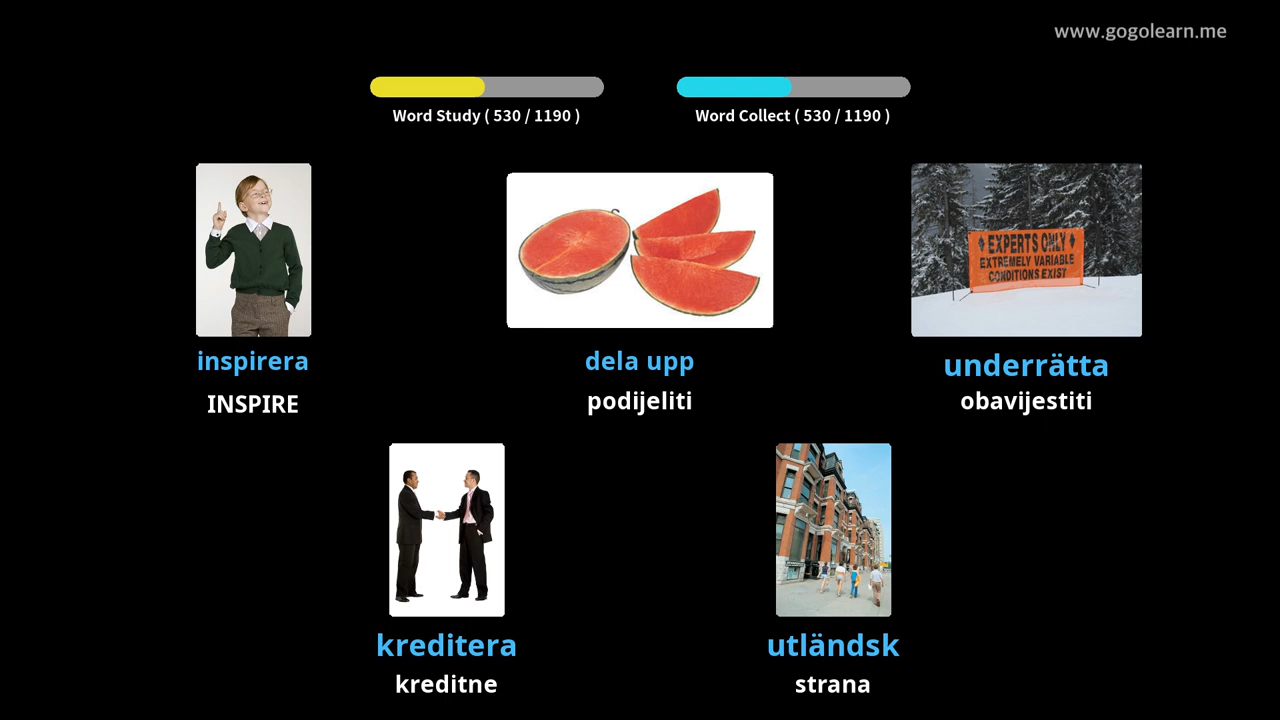 www.gogolearn.me
Word Study ( 530 / 1190 )
Word Collect ( 530 / 1190 )
EXPERTS ONLY
EXTREMELY VARIABLE
CONDITIONS EXIST
inspirera
INSPIRE
dela upp
podijeliti
underrätta
obavijestiti
kreditera
kreditne
utländsk
strana